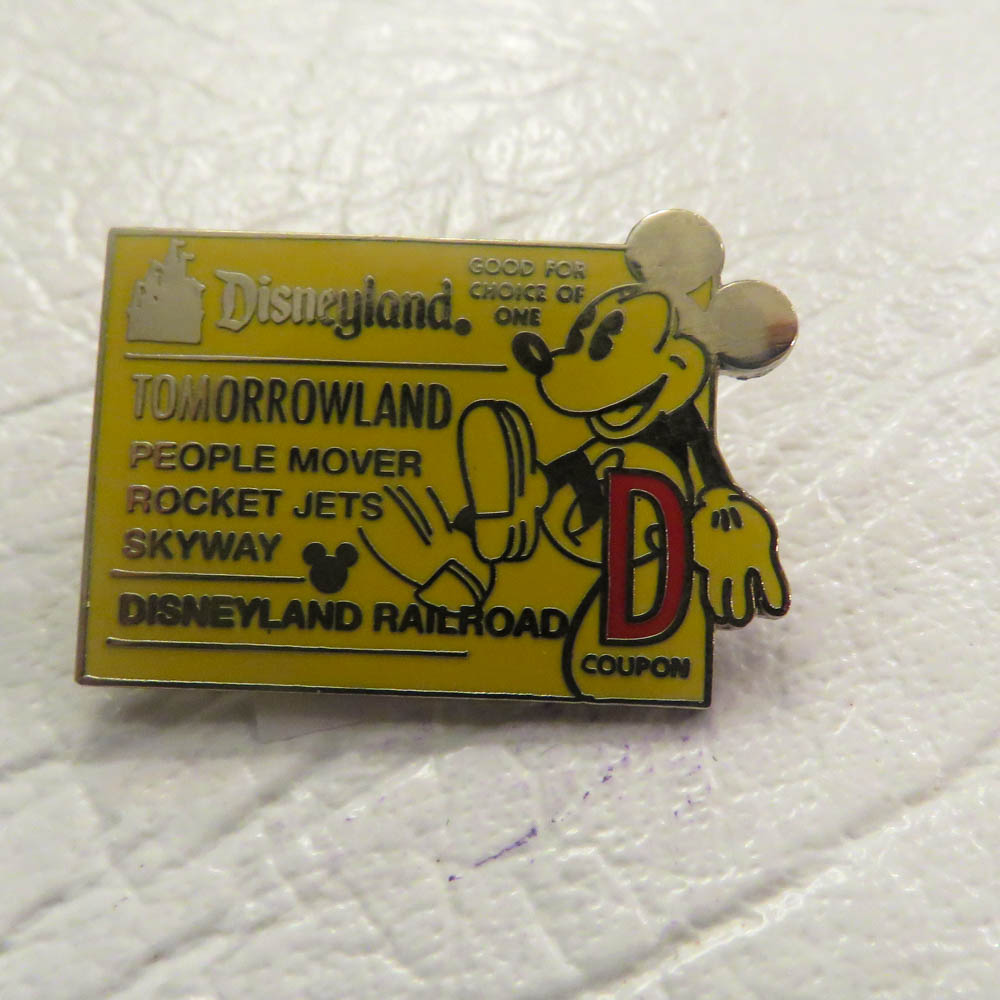 Disneyland®
GOOD FOR
CHOICE OF
ONE
TOMORROWLAND
PEOPLE MOVER
ROCKET JETS
SKYWAY
DISNEYLAND RAILROAD
D
COUPON